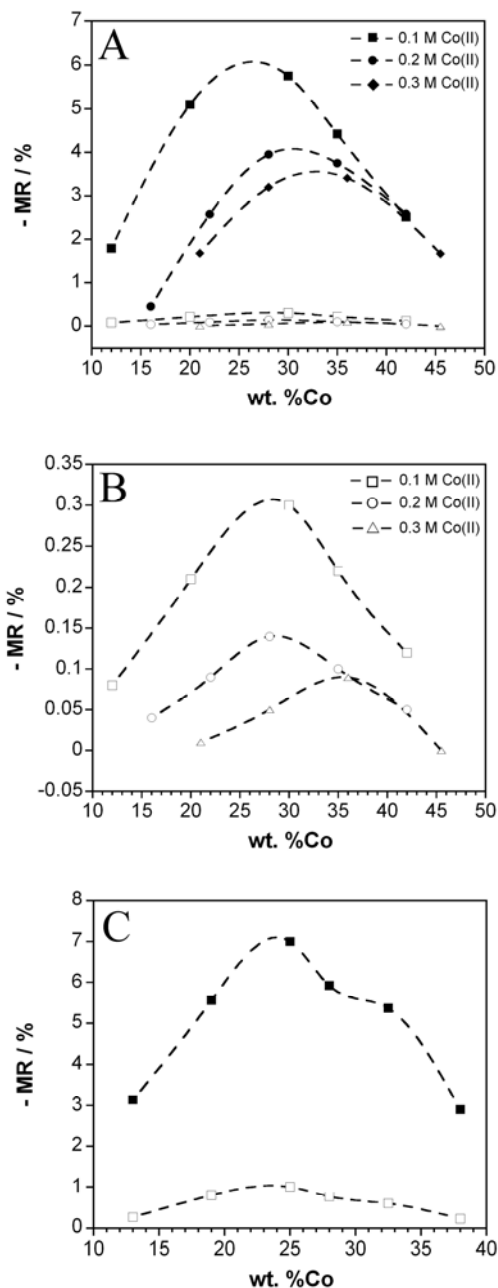 A
0.1 M Co(II)
0.2 M Co(II)
0.3 M Co(II)
7
6
5
4
3
2
1
0
- MR / %
10 15 20 25 30 35 40 45 50
wt. %Co
B
0.1 M Co(II)
0.2 M Co(II)
0.3 M Co(II)
0.35
0.3
0.25
0.20
0.15
0.10
0.05
0
-0.05
- MR / %
10 15 20 25 30 35 40 45 50
wt. %Co
C
8
7
6
5
4
3
2
1
0
- MR / %
10 15 20 25 30 35 40
wt. %Co